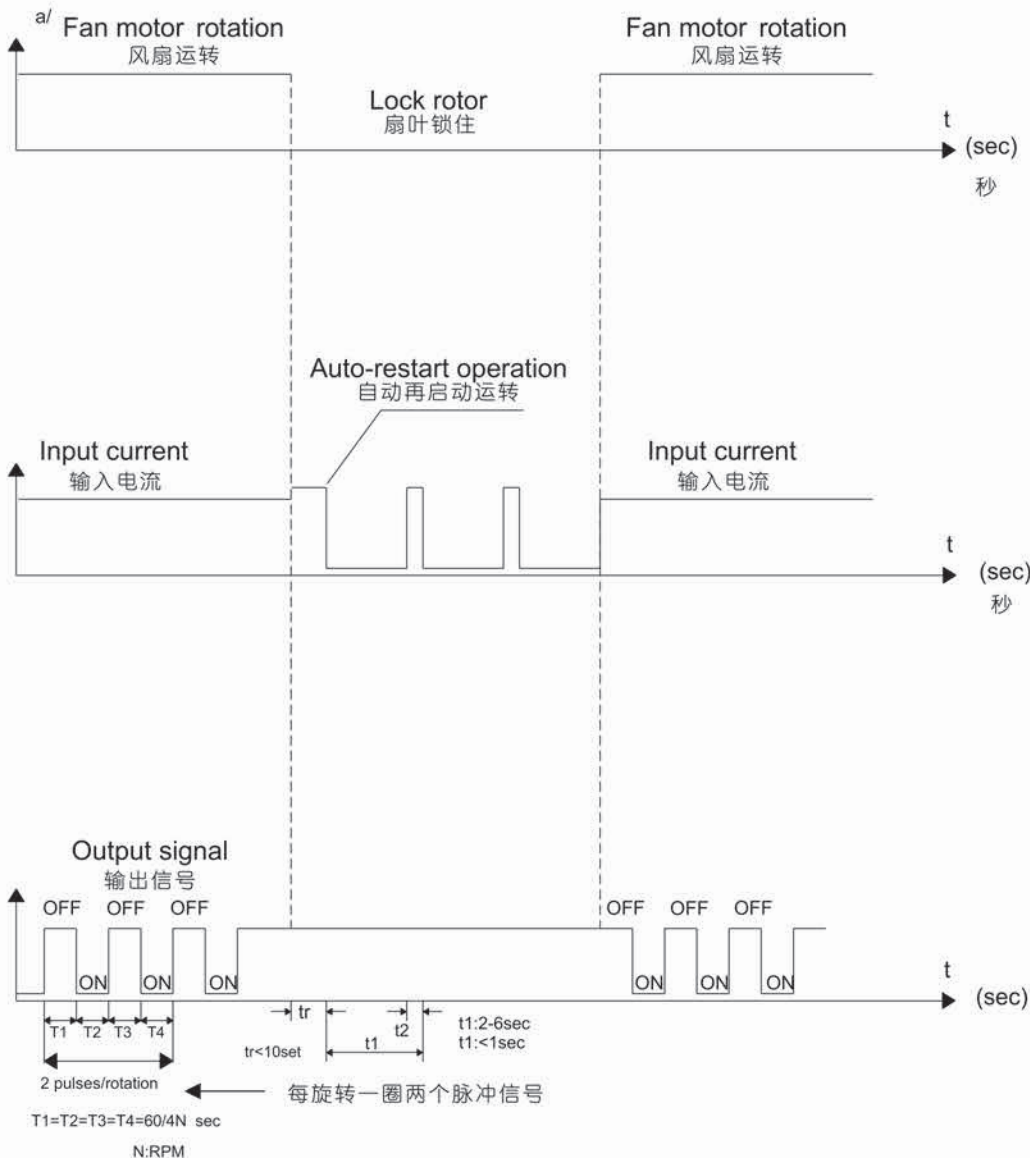 a/
Fan motor rotation
风扇运转
Fan motor rotation
风扇运转
Lock rotor
扇叶锁住
t
(sec)
秒
Auto-restart operation
自动再启动运转
Input current
输入电流
Input current
输入电流
t
(sec)
秒
Output signal
输出信号
OFF OFF OFF
OFF OFF OFF
ON ON ON
ON ON ON
t
(sec)
T1 T2 T3 T4
tr
t2
t1
tr<10set
t1:2-6sec
t1:<1sec
2 pulses/rotation
每旋转一圈两个脉冲信号
T1=T2=T3=T4=60/4N sec
N:RPM